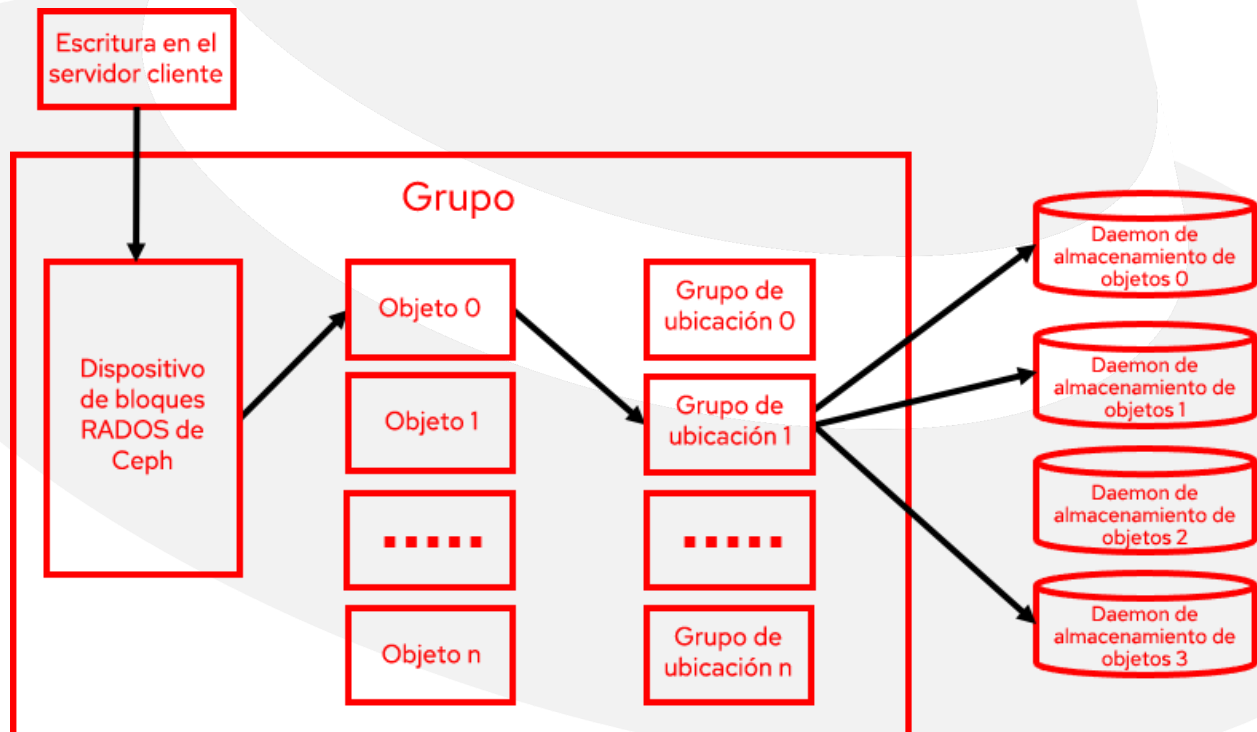 Escritura en el
servidor cliente
Grupo
Dispositivo
de bloques
RADOS de
Ceph
Objeto 0
Objeto 1
Objeto n
Grupo de
ubicación 0
Grupo de
ubicación 1
Grupo de
ubicación n
Daemon de
almacenamiento de
objetos 0
Daemon de
almacenamiento de
objetos 1
Daemon de
almacenamiento de
objetos 2
Daemon de
almacenamiento de
objetos 3